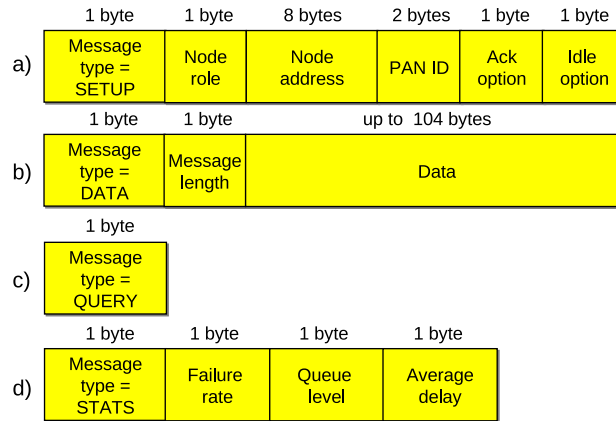 1 byte 1 byte 8 bytes 2 bytes 1 byte 1 byte
a)
Message
type =
SETUP
Node
role
Node
address
PAN ID
Ack
option
Idle
option
1 byte 1 byte up to 104 bytes
b)
Message
type =
DATA
Message
length
Data
1 byte
c)
Message
type =
QUERY
1 byte 1 byte 1 byte 1 byte
d)
Message
type =
STATS
Failure
rate
Queue
level
Average
delay